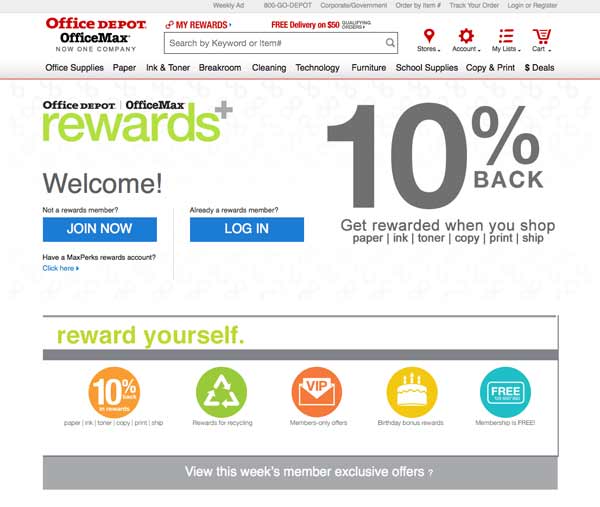 Weekly Ad 800-GO-DEPOT Corporate/Government Order by Item # Track Your Order Login or Register
Office DEPOT.
OfficeMax®
NOW ONE COMPANY
MY REWARDS
FREE Delivery on $50 QUALIFYING ORDERS
Search by Keyword or Item#
Stores Account My Lists Cart
Office Supplies Paper Ink & Toner Breakroom Cleaning Technology Furniture School Supplies Copy & Print $ Deals
Office DEPOT | OfficeMax
rewards+
10% BACK
Welcome!
Get rewarded when you shop
paper | ink | toner | copy | print | ship
Not a rewards member?
JOIN NOW
Already a rewards member?
LOG IN
Have a MaxPerks rewards account?
Click here
reward yourself.
10% back
in rewards
paper | ink | toner | copy | print | ship
Rewards for recycling
VIP
Members-only offers
Birthday bonus rewards
FREE
Membership is FREE!
View this week's member exclusive offers ?